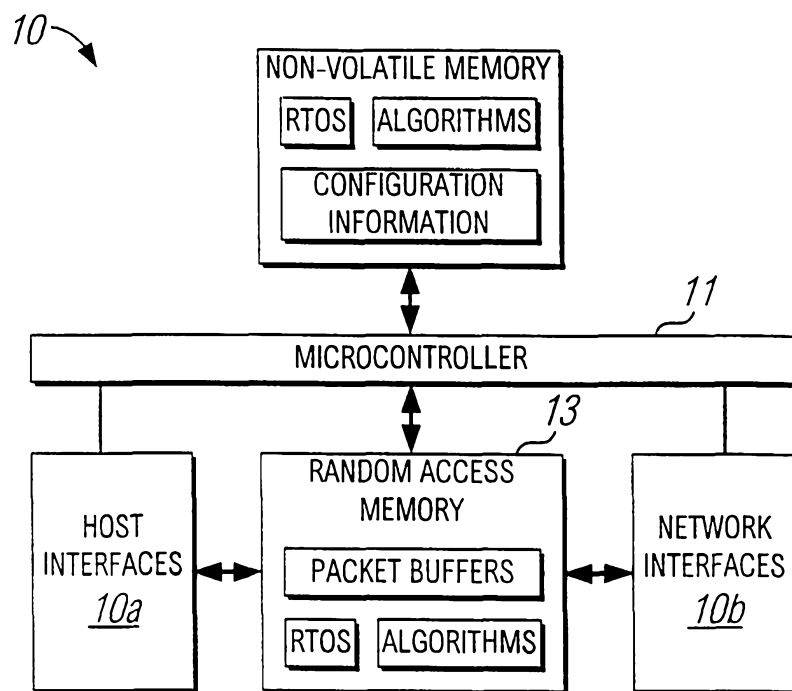 10
NON-VOLATILE MEMORY
RTOS
ALGORITHMS
CONFIGURATION
INFORMATION
11
MICROCONTROLLER
13
HOST
INTERFACES
10a
RANDOM ACCESS
MEMORY
PACKET BUFFERS
RTOS
ALGORITHMS
NETWORK
INTERFACES
10b